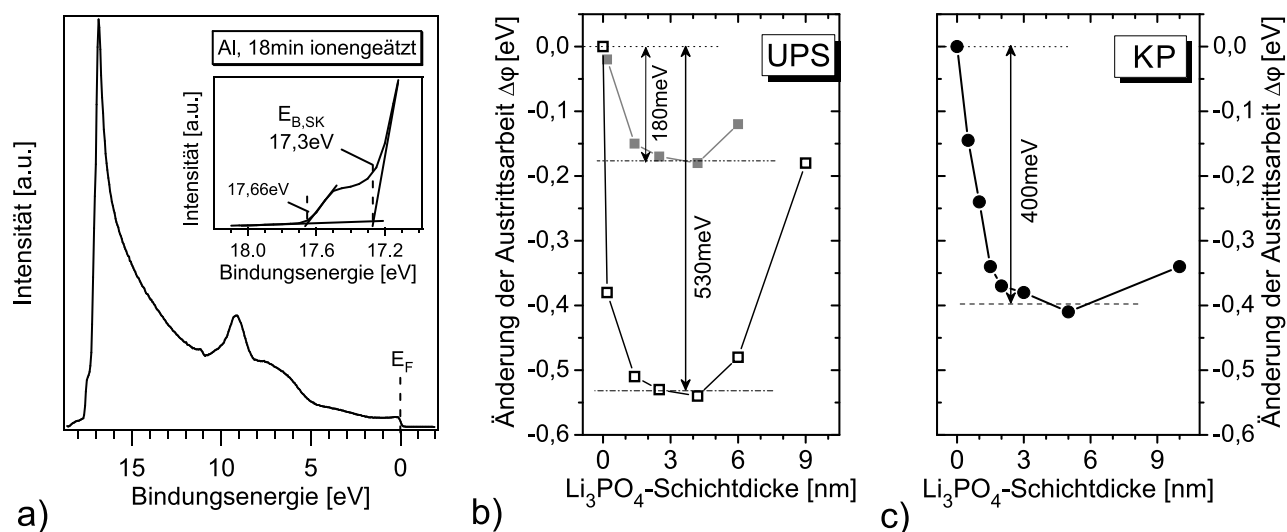 Al, 18min ionengeätzt
E_B,SK
17,3eV
17,66eV
Intensität [a.u.]
18.0 17.6 17.2
Bindungsenergie [eV]
Intensität [a.u.]
E_F
15 10 5 0
Bindungsenergie [eV]
a)
UPS
Änderung der Austrittsarbeit Δφ [eV]
0,0
-0,1
-0,2
-0,3
-0,4
-0,5
-0,6
180meV
530meV
0 3 6 9
Li₃PO₄-Schichtdicke [nm]
b)
KP
400meV
0,0
-0,1
-0,2
-0,3
-0,4
-0,5
-0,6
Änderung der Austrittsarbeit Δφ [eV]
0 3 6 9
Li₃PO₄-Schichtdicke [nm]
c)